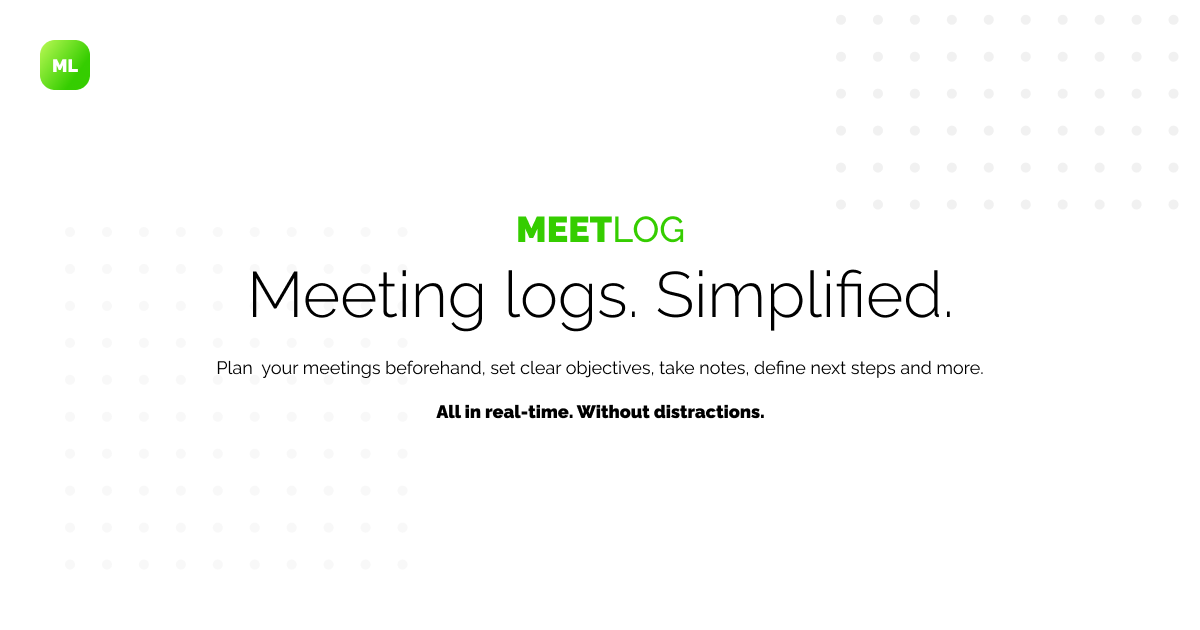 ML
MEETLOG
Meeting logs. Simplified.
Plan  your meetings beforehand, set clear objectives, take notes, define next steps and more.
All in real-time. Without distractions.